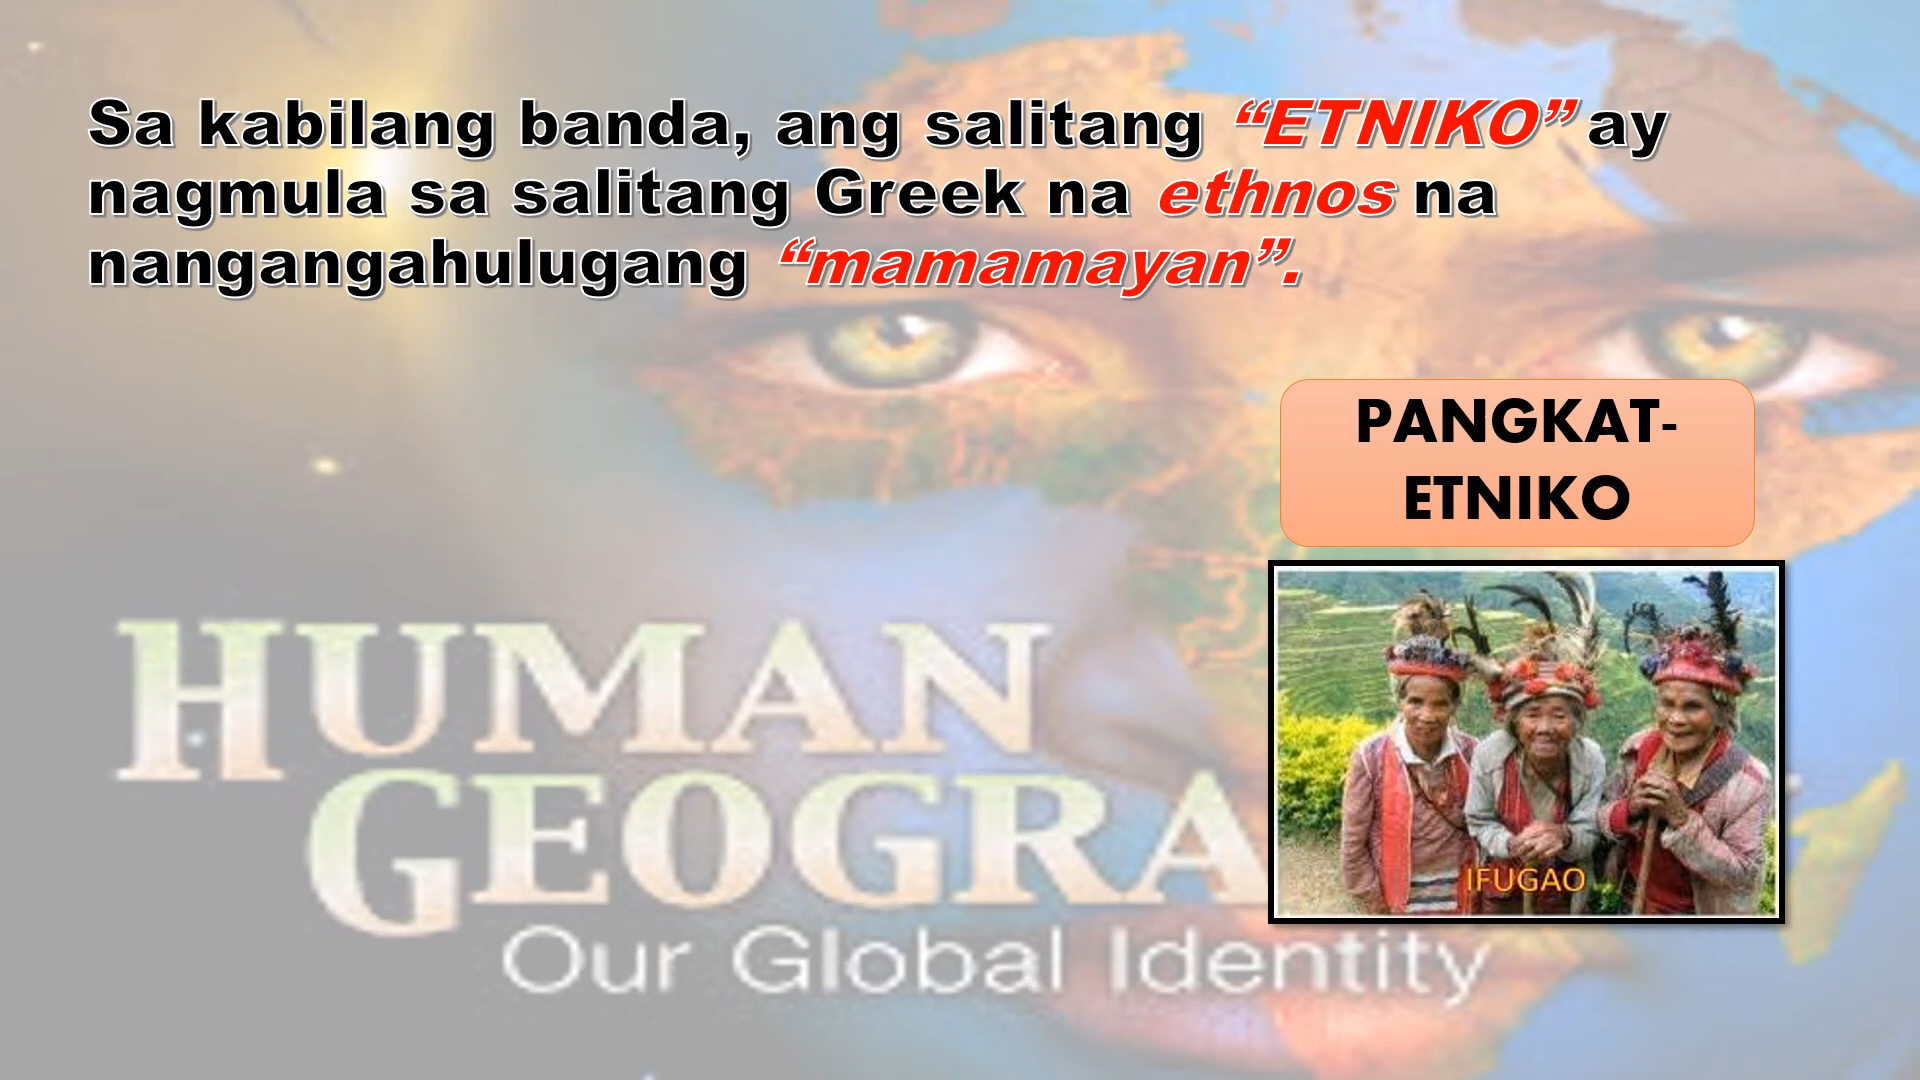 Sa kabilang banda, ang salitang “ETNIKO” ay
nagmula sa salitang Greek na ethnos na
nangangahulugang “mamamayan”.
PANGKAT-
ETNIKO
IFUGAO
HUMAN
GEOGRA
Our Global Identity